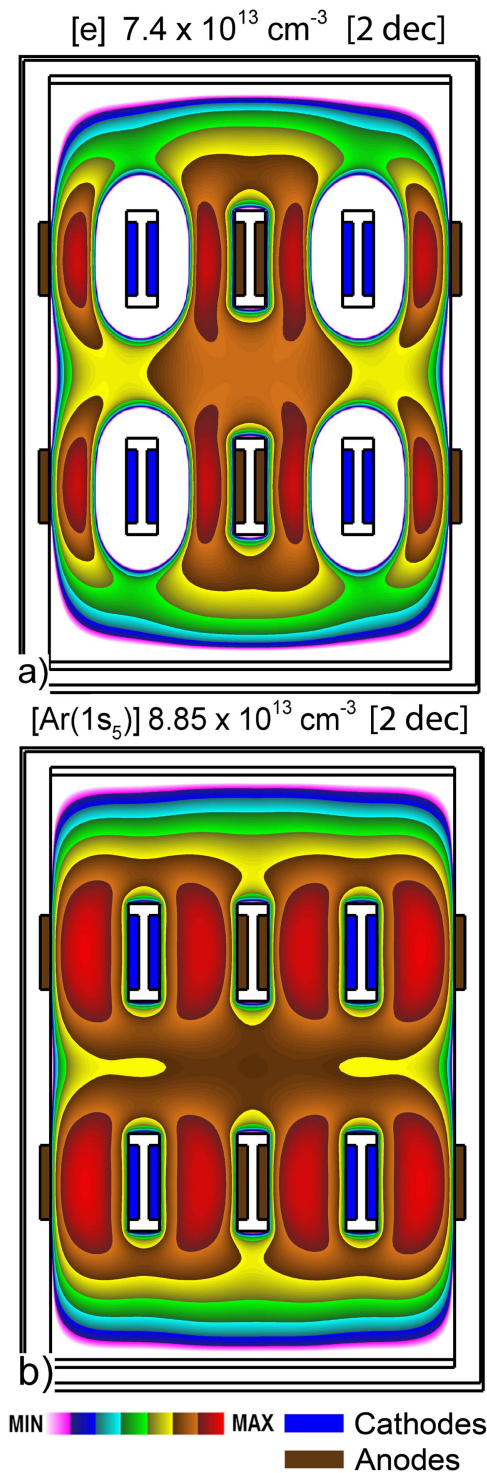 [e] 7.4 x 10¹³ cm⁻³ [2 dec]
a)
[Ar(1s₅)] 8.85 x 10¹³ cm⁻³ [2 dec]
b)
MIN MAX Cathodes
Anodes